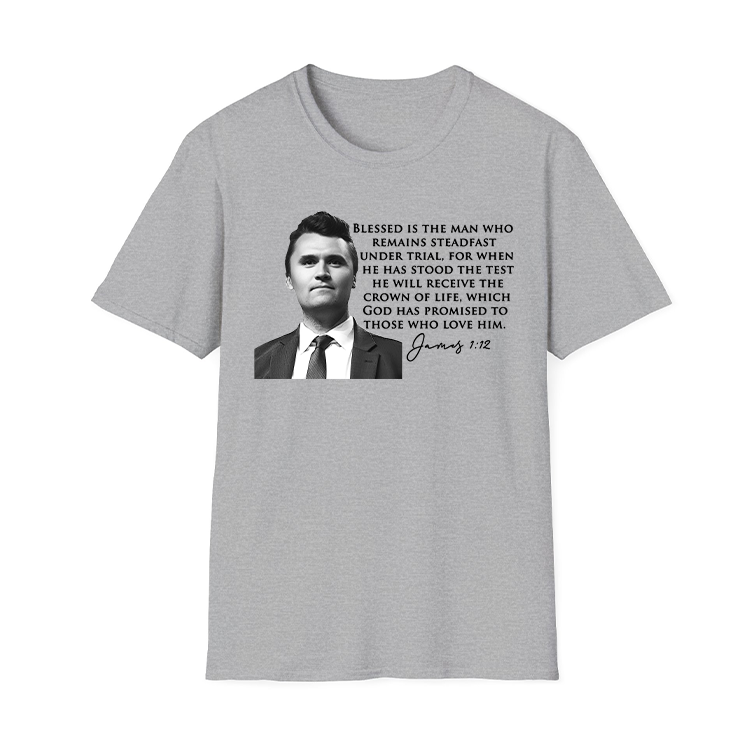 Blessed is the man who
remains steadfast
under trial, for when
he has stood the test
he will receive the
crown of life, which
God has promised to
those who love him.
James 1:12